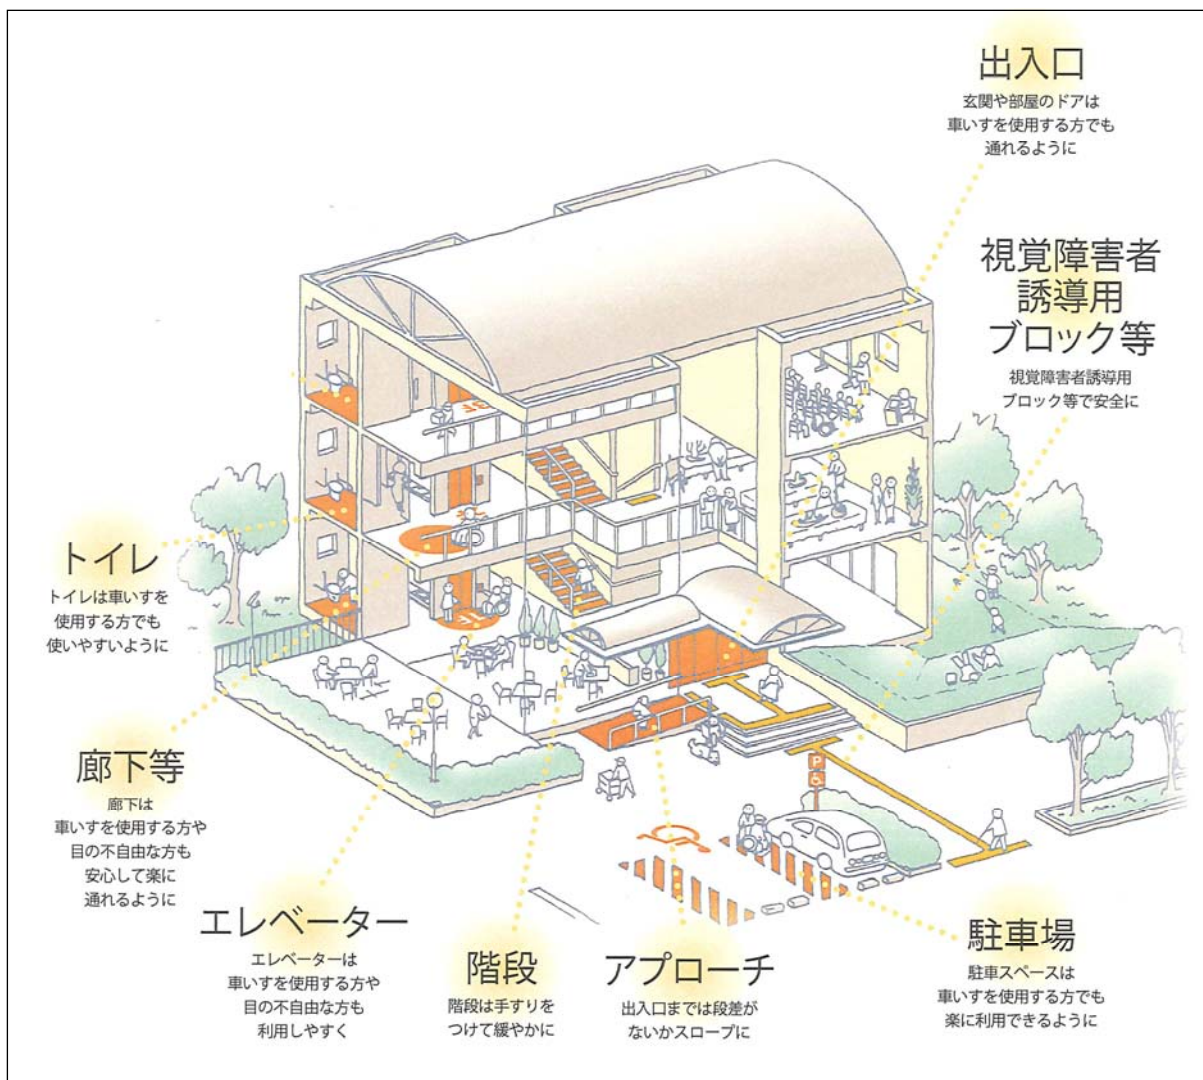 出入口
玄関や部屋のドアは
車いすを使用する方でも
通れるように
視覚障害者
誘導用
ブロック等
視覚障害者誘導用
ブロック等で安全に
トイレ
トイレは車いすを
使用する方でも
使いやすいように
廊下等
廊下は
車いすを使用する方や
目の不自由な方も
安心して楽に
通れるように
エレベーター
エレベーターは
車いすを使用する方や
目の不自由な方も
利用しやすく
階段
階段は手すりを
つけて緩やかに
アプローチ
出入口までは段差が
ないかスロープに
駐車場
駐車スペースは
車いすを使用する方でも
楽に利用できるように
3F
1F
P